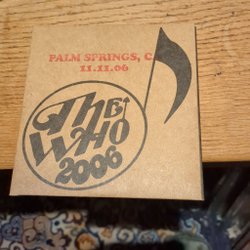 PALM SPRINGS, C
11.11.06
THE
WHO
2006